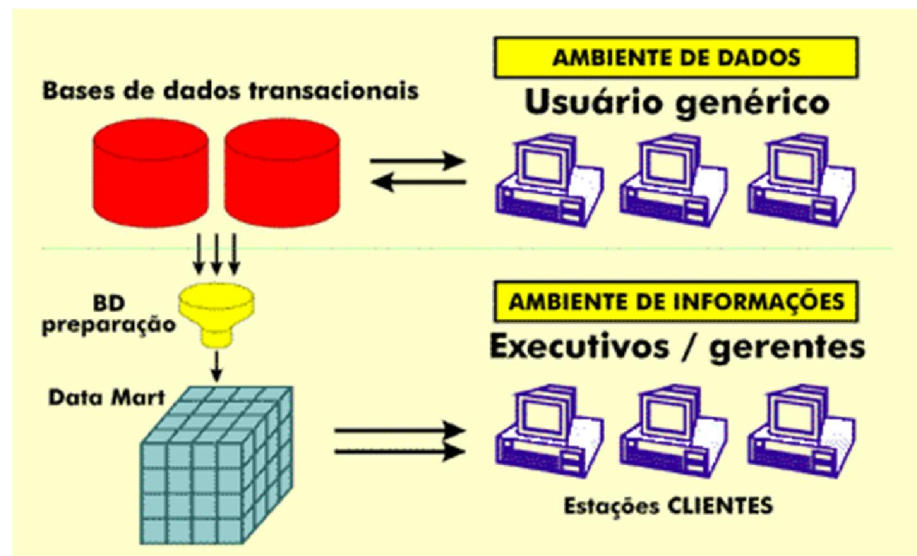 AMBIENTE DE DADOS
Bases de dados transacionais
Usuário genérico
BD
preparação
AMBIENTE DE INFORMAÇÕES
Executivos / gerentes
Data Mart
Estações CLIENTES